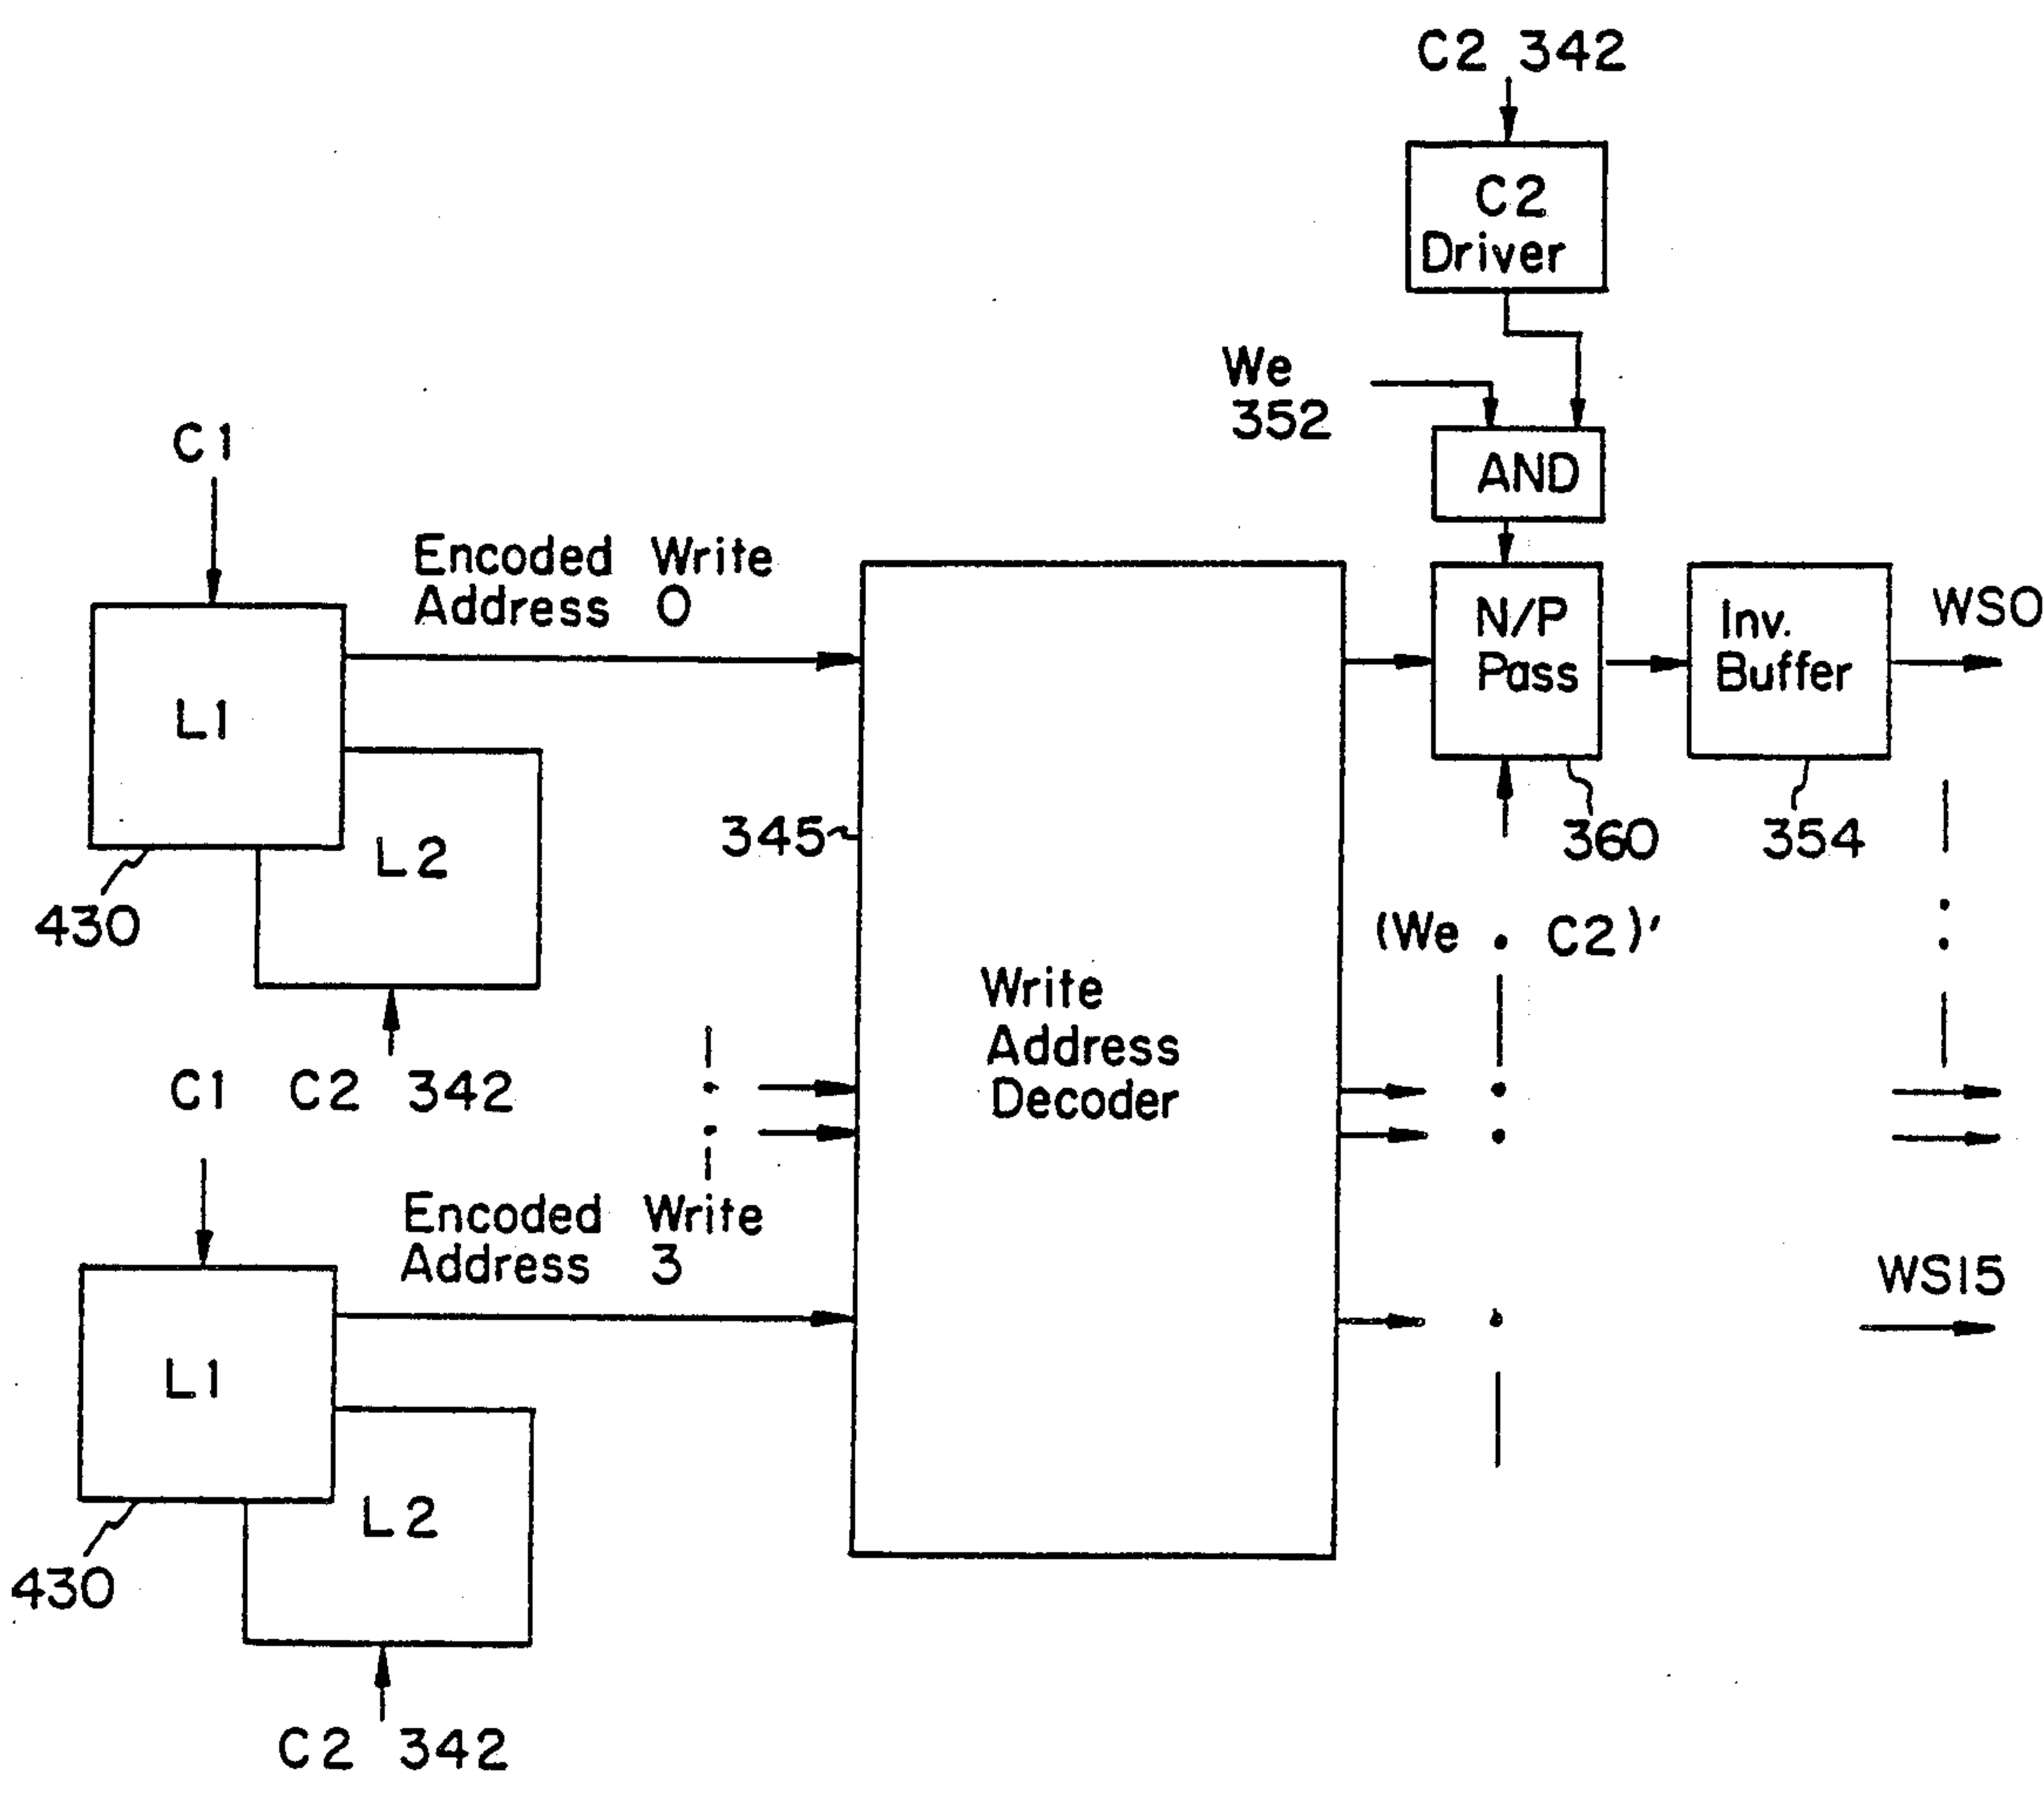 C2 342
C2
Driver
We
352
AND
C1
Encoded Write
Address 0
L1
N/P
Pass
Inv.
Buffer
WS0
L2
345
360
354
430
(We · C2)'
Write
Address
Decoder
C1 C2 342
Encoded Write
Address 3
WS15
L1
L2
430
C2 342